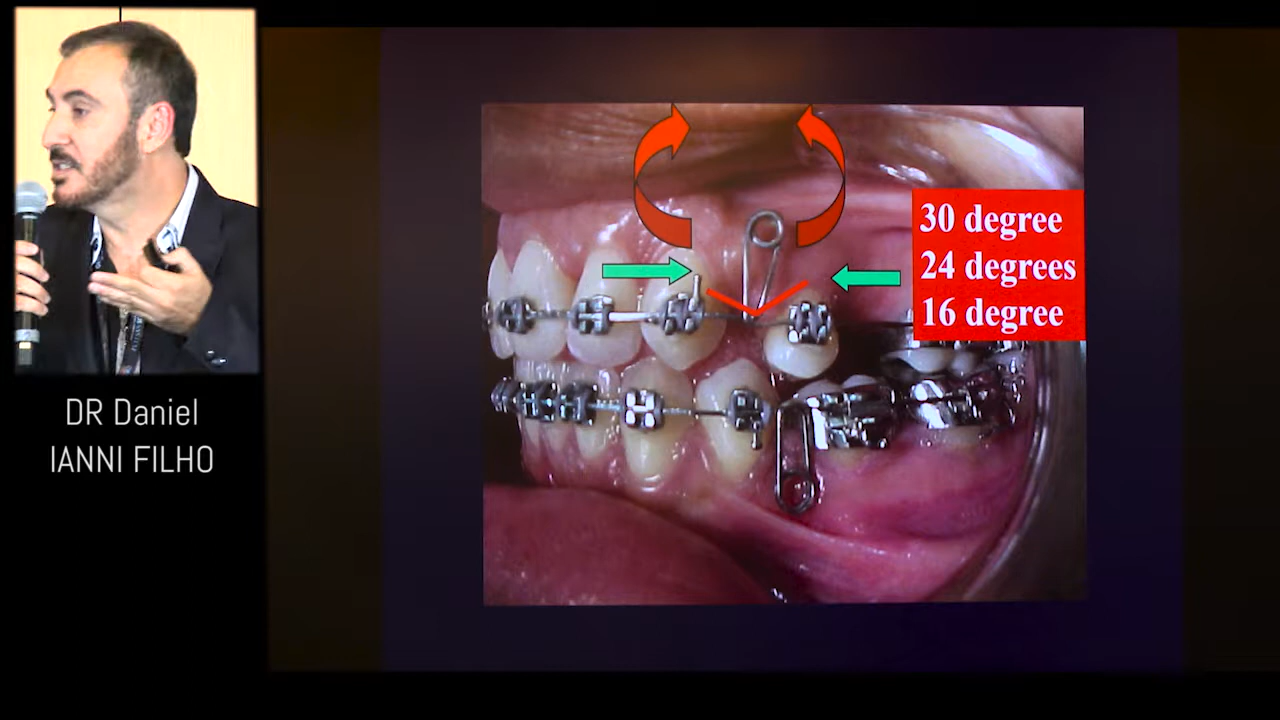 DR Daniel
IANNI FILHO
30 degree
24 degrees
16 degree